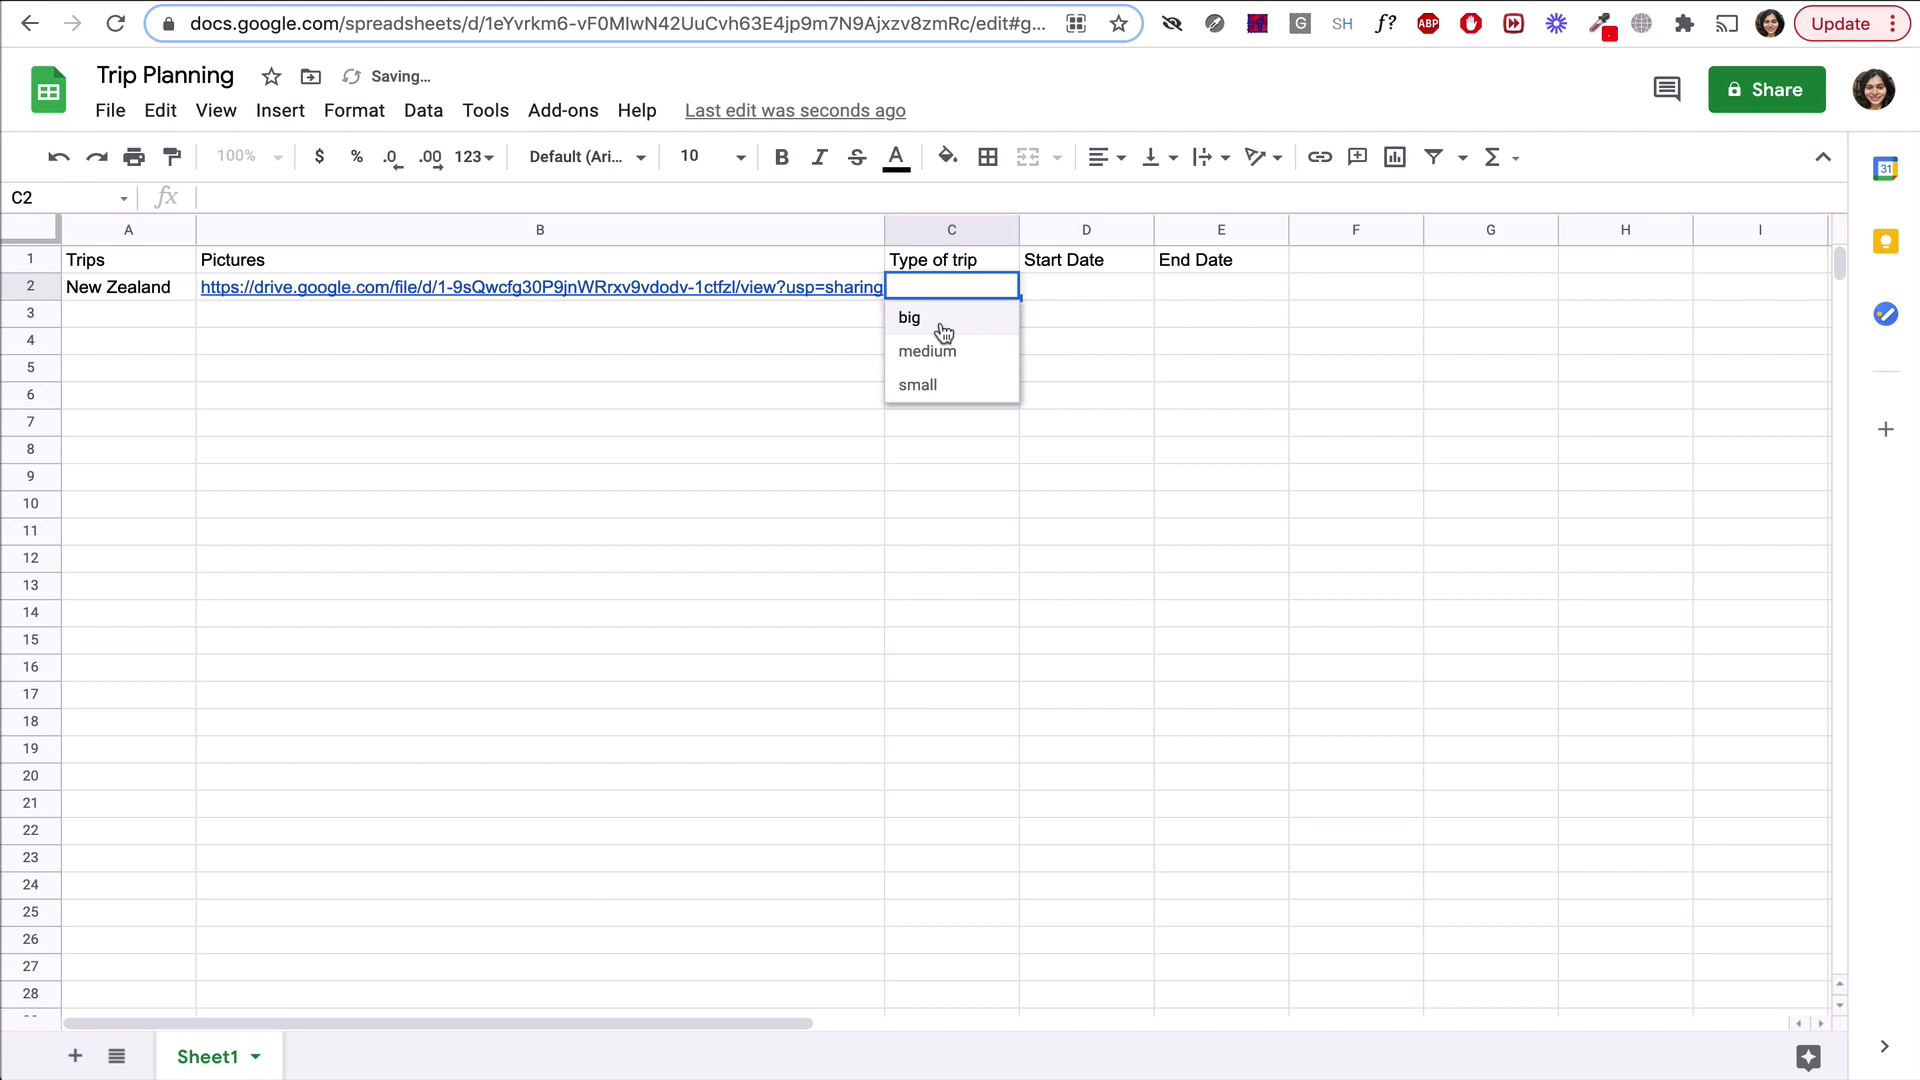 docs.google.com/spreadsheets/d/1eYvrkm6-vF0MIwN42UuCvh63E4jp9m7N9Ajxzv8zmRc/edit#g...
G
SH
f?
ABP
Update
Trip Planning
Saving...
File Edit View Insert Format Data Tools Add-ons Help Last edit was seconds ago
Share
100% $ % .0 .00 123 Default (Ari... 10 B I S A Σ
31
C2 fx
A B C D E F G H I
1 Trips Pictures Type of trip Start Date End Date
2 New Zealand https://drive.google.com/file/d/1-9sQwcfg30P9jnWRrxv9vdodv-1ctfzI/view?usp=sharing
big
medium
small
3
4
5
6
7
8
9
10
11
12
13
14
15
16
17
18
19
20
21
22
23
24
25
26
27
28
Sheet1